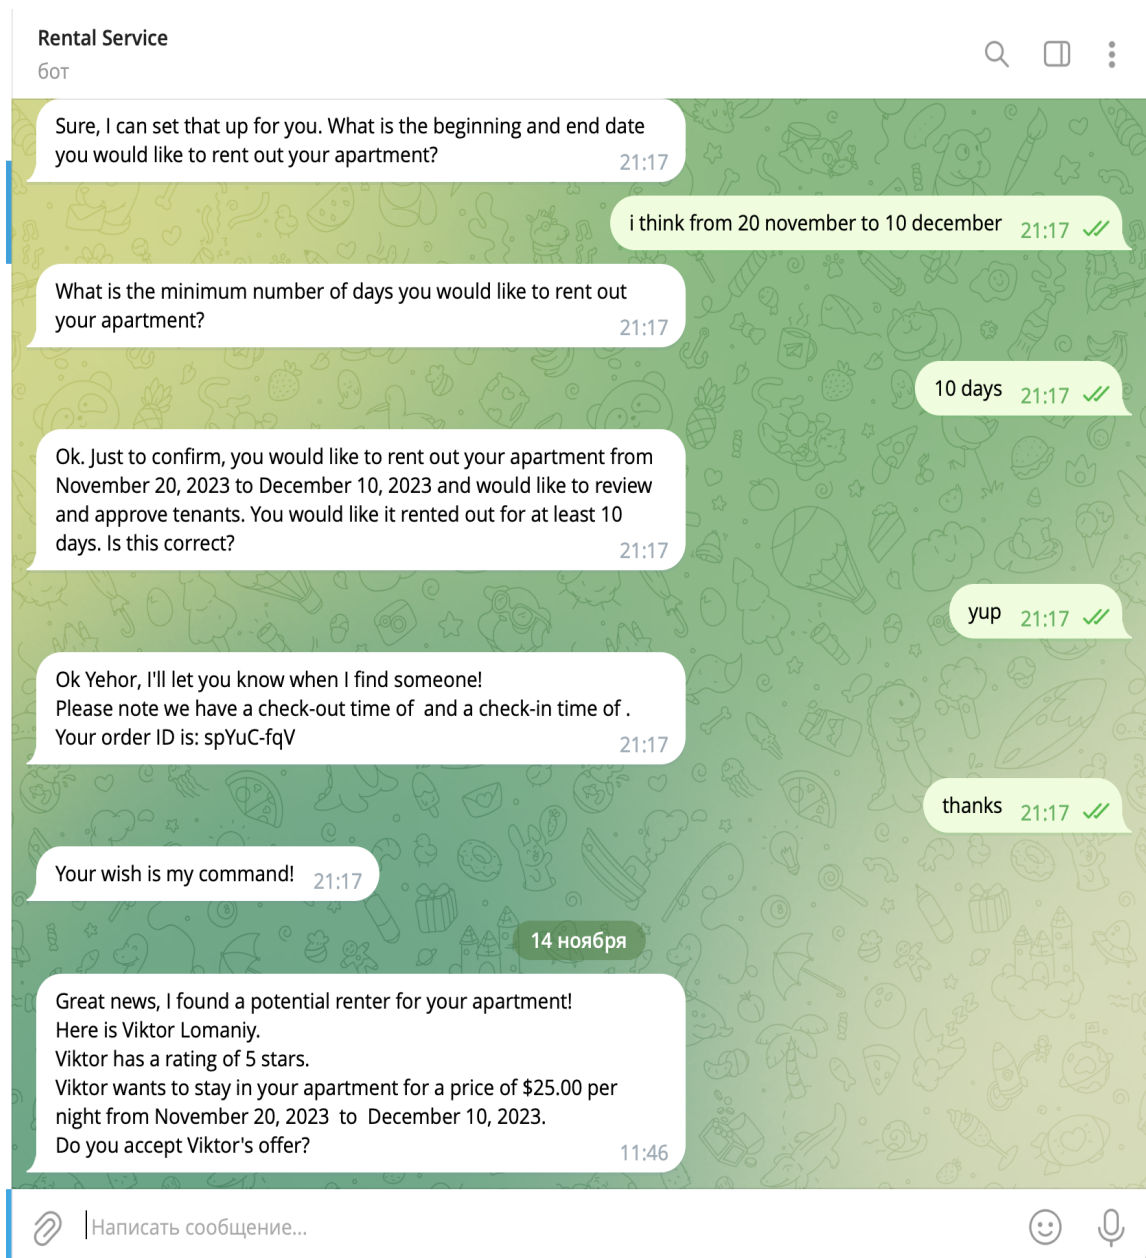 Rental Service
бот
Sure, I can set that up for you. What is the beginning and end date
you would like to rent out your apartment?
21:17
i think from 20 november to 10 december
21:17
What is the minimum number of days you would like to rent out
your apartment?
21:17
10 days
21:17
Ok. Just to confirm, you would like to rent out your apartment from
November 20, 2023 to December 10, 2023 and would like to review
and approve tenants. You would like it rented out for at least 10
days. Is this correct?
21:17
yup
21:17
Ok Yehor, I'll let you know when I find someone!
Please note we have a check-out time of  and a check-in time of .
Your order ID is: spYuC-fqV
21:17
thanks
21:17
Your wish is my command!
21:17
14 ноября
Great news, I found a potential renter for your apartment!
Here is Viktor Lomaniy.
Viktor has a rating of 5 stars.
Viktor wants to stay in your apartment for a price of $25.00 per
night from November 20, 2023  to  December 10, 2023.
Do you accept Viktor's offer?
11:46
Написать сообщение...